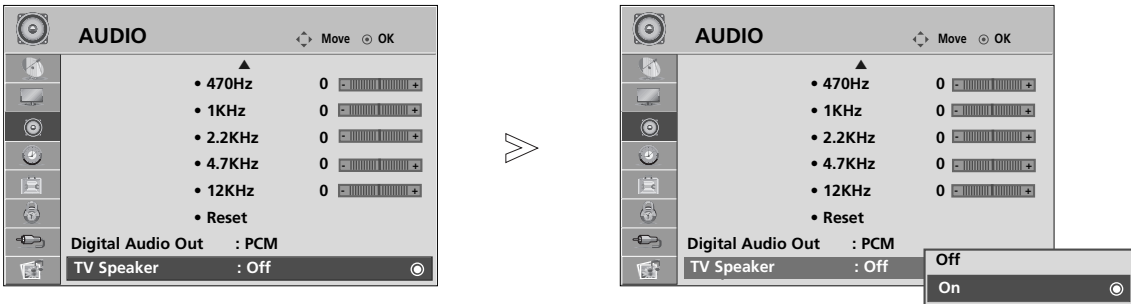 AUDIO Move OK
• 470Hz 0 - +
• 1KHz 0 - +
• 2.2KHz 0 - +
• 4.7KHz 0 - +
• 12KHz 0 - +
• Reset
Digital Audio Out : PCM
TV Speaker : Off
AUDIO Move OK
• 470Hz 0 - +
• 1KHz 0 - +
• 2.2KHz 0 - +
• 4.7KHz 0 - +
• 12KHz 0 - +
• Reset
Digital Audio Out : PCM
TV Speaker : Off
Off
On